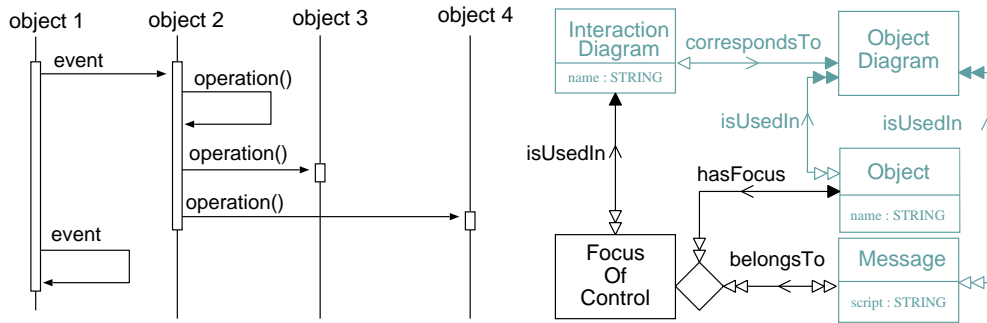 object 1
object 2
object 3
object 4
event
operation()
operation()
operation()
event
Interaction
Diagram
name : STRING
correspondsTo
Object
Diagram
isUsedIn
isUsedIn
isUsedIn
hasFocus
Object
name : STRING
Focus
Of
Control
belongsTo
Message
script : STRING